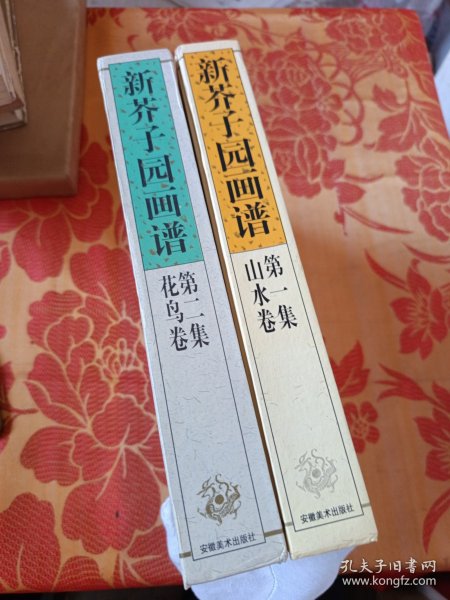 新芥子园画谱
第二集
花鸟卷
安徽美术出版社
新芥子园画谱
第一集
山水卷
安徽美术出版社
孔夫子旧书网
www.kongfz.com